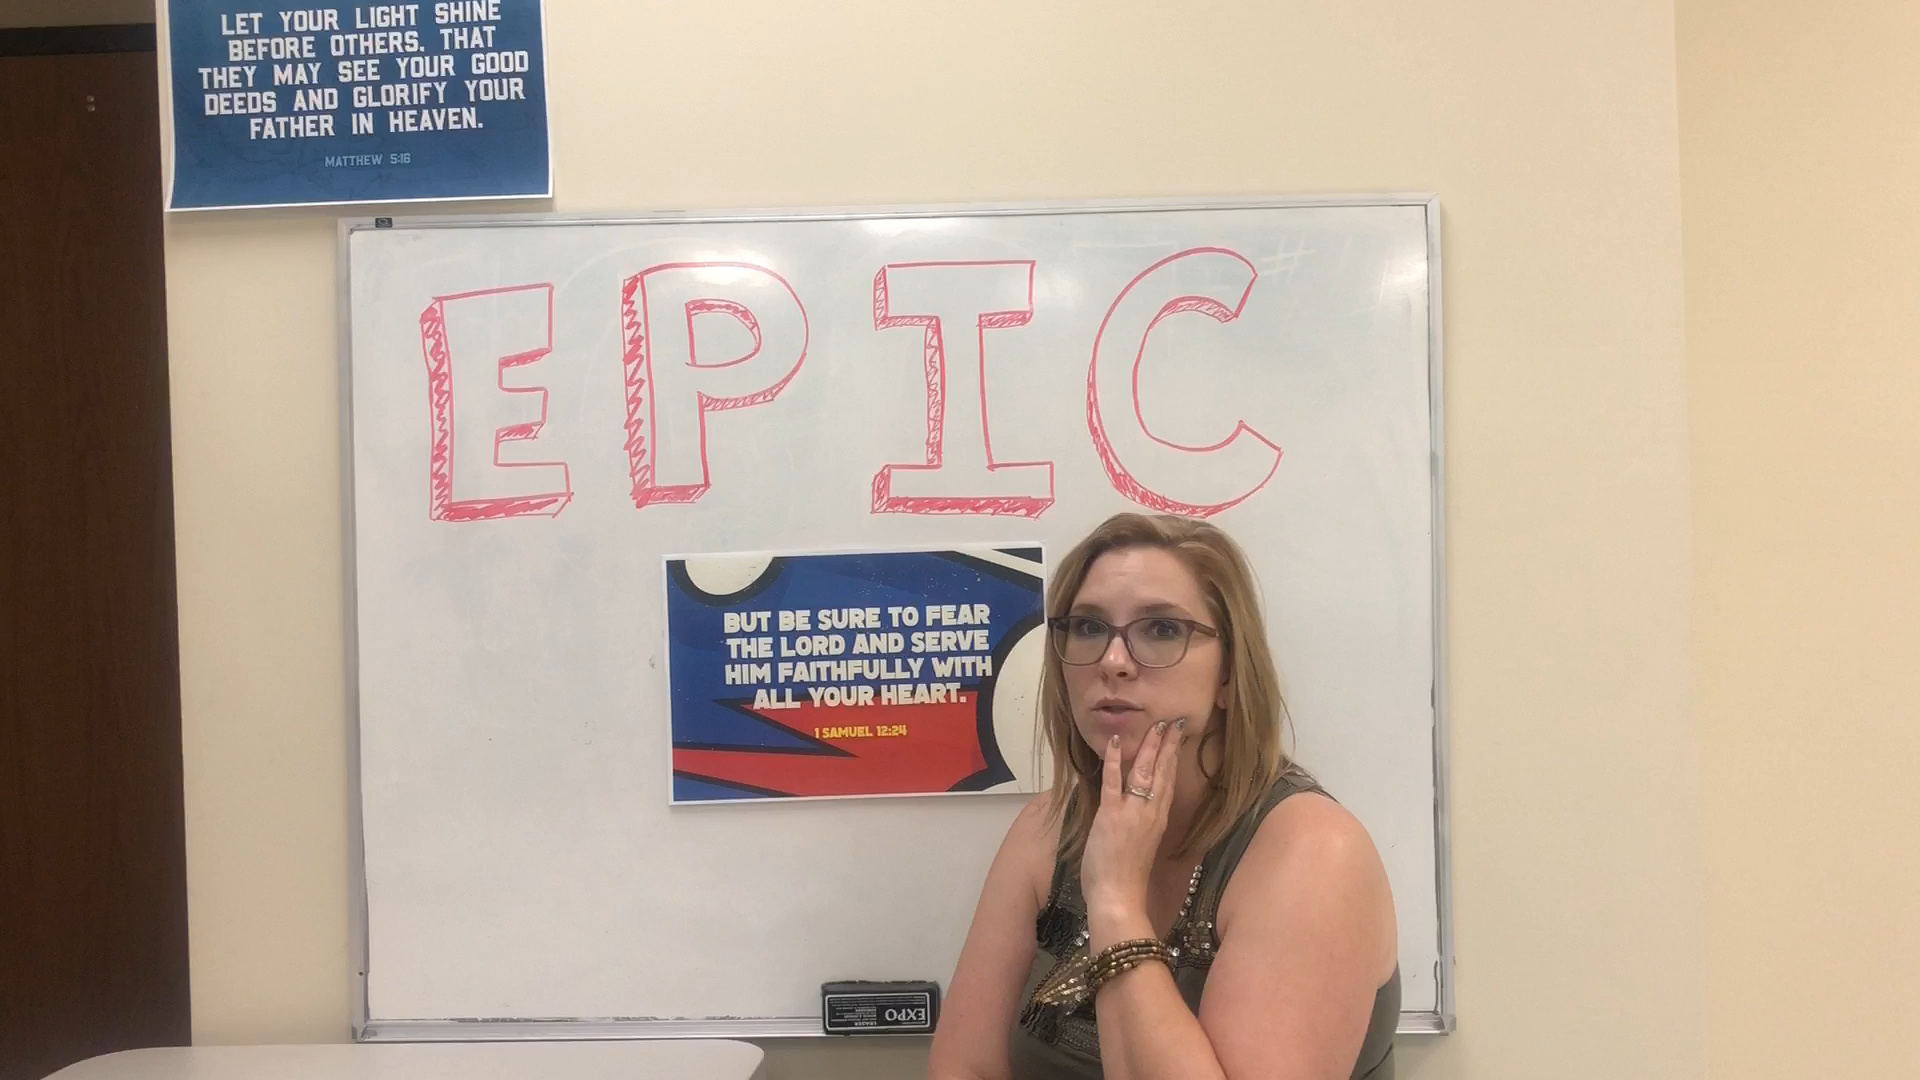 LET YOUR LIGHT SHINE
BEFORE OTHERS, THAT
THEY MAY SEE YOUR GOOD
DEEDS AND GLORIFY YOUR
FATHER IN HEAVEN.
MATTHEW 5:16
EPIC
BUT BE SURE TO FEAR
THE LORD AND SERVE
HIM FAITHFULLY WITH
ALL YOUR HEART.
1 SAMUEL 12:24
EXPO
ERASER